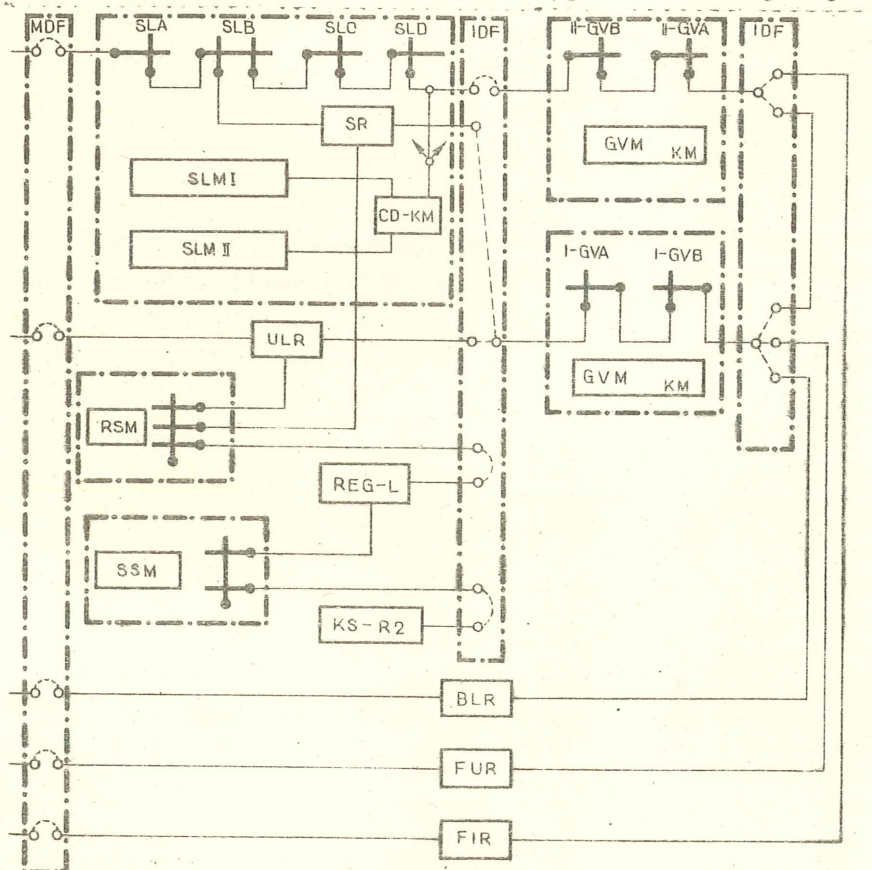 MDF
SLA
SLB
SLC
SLD
IDF
II-GVB
II-GVA
IDF
SR
GVM KM
SLM I
CD-KM
SLM II
I-GVA
I-GVB
ULR
GVM KM
RSM
REG-L
SSM
KS-R2
BLR
FUR
FIR